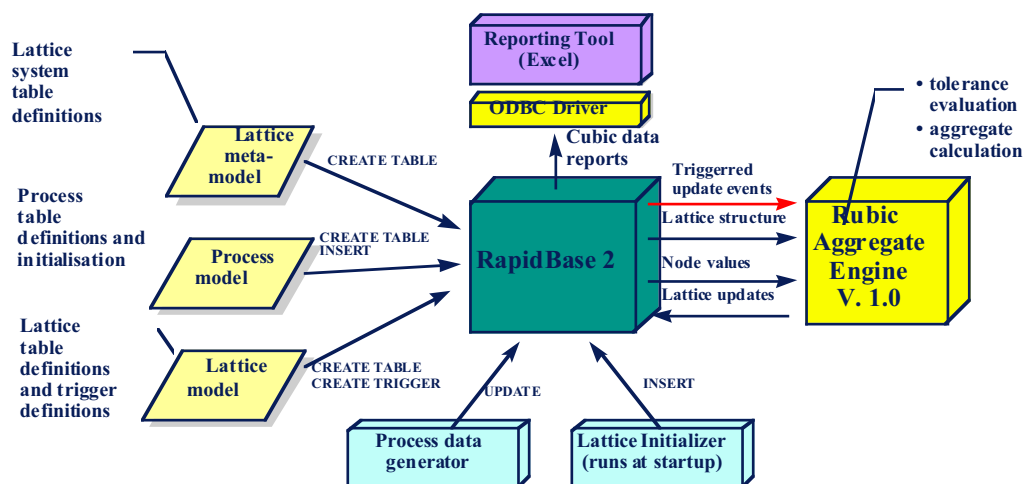 Lattice
system
table
definitions
Lattice
meta-
model
CREATE TABLE
Process
table
definitions and
initialisation
Process
model
CREATE TABLE
INSERT
Lattice
table
definitions
and trigger
definitions
Lattice
model
CREATE TABLE
CREATE TRIGGER
Reporting Tool
(Excel)
ODBC Driver
Cubic data
reports
RapidBase 2
Triggerred
update events
Lattice structure
Node values
Lattice updates
• tolerance
evaluation
• aggregate
calculation
Rubic
Aggregate
Engine
V. 1.0
UPDATE
INSERT
Process data
generator
Lattice Initializer
(runs at startup)